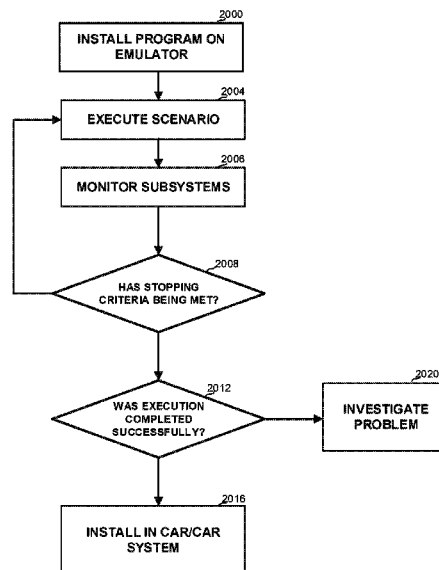 2000
INSTALL PROGRAM ON
EMULATOR
2004
EXECUTE SCENARIO
2006
MONITOR SUBSYSTEMS
2008
HAS STOPPING
CRITERIA BEING MET?
2012
WAS EXECUTION
COMPLETED
SUCCESSFULLY?
2020
INVESTIGATE
PROBLEM
2016
INSTALL IN CAR/CAR
SYSTEM